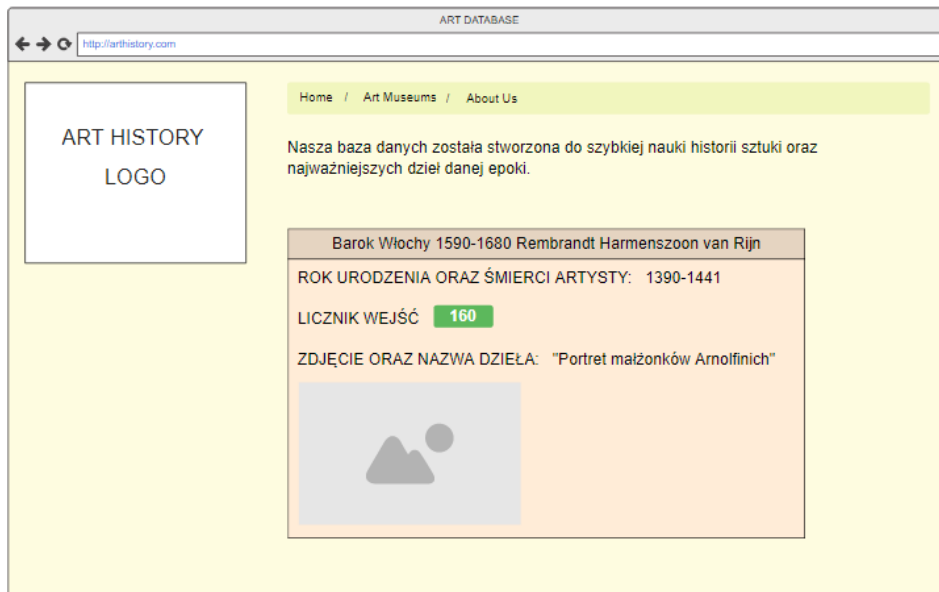 ART DATABASE
http://arthistory.com
ART HISTORY
LOGO
Home / Art Museums / About Us
Nasza baza danych została stworzona do szybkiej nauki historii sztuki oraz
najważniejszych dzieł danej epoki.
Barok Włochy 1590-1680 Rembrandt Harmenszoon van Rijn
ROK URODZENIA ORAZ ŚMIERCI ARTYSTY: 1390-1441
LICZNIK WEJŚĆ 160
ZDJĘCIE ORAZ NAZWA DZIEŁA: "Portret małżonków Arnolfinich"